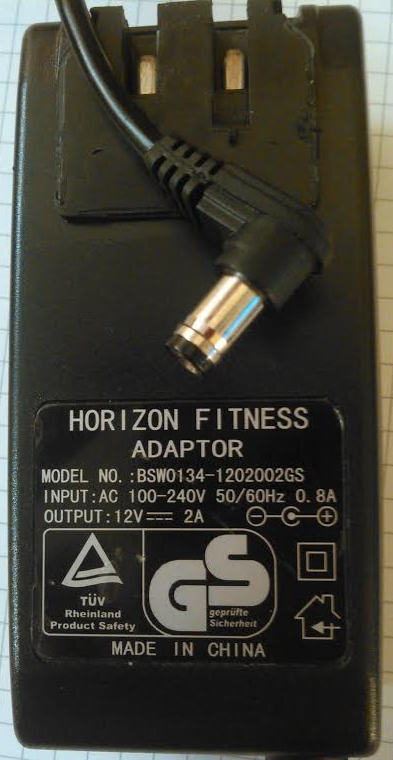 HORIZON FITNESS
ADAPTOR
MODEL NO.:BSW0134-1202002GS
INPUT:AC 100-240V 50/60Hz 0.8A
OUTPUT:12V⎓ 2A
TÜV
Rheinland
Product Safety
GS
geprüfte
Sicherheit
MADE IN CHINA